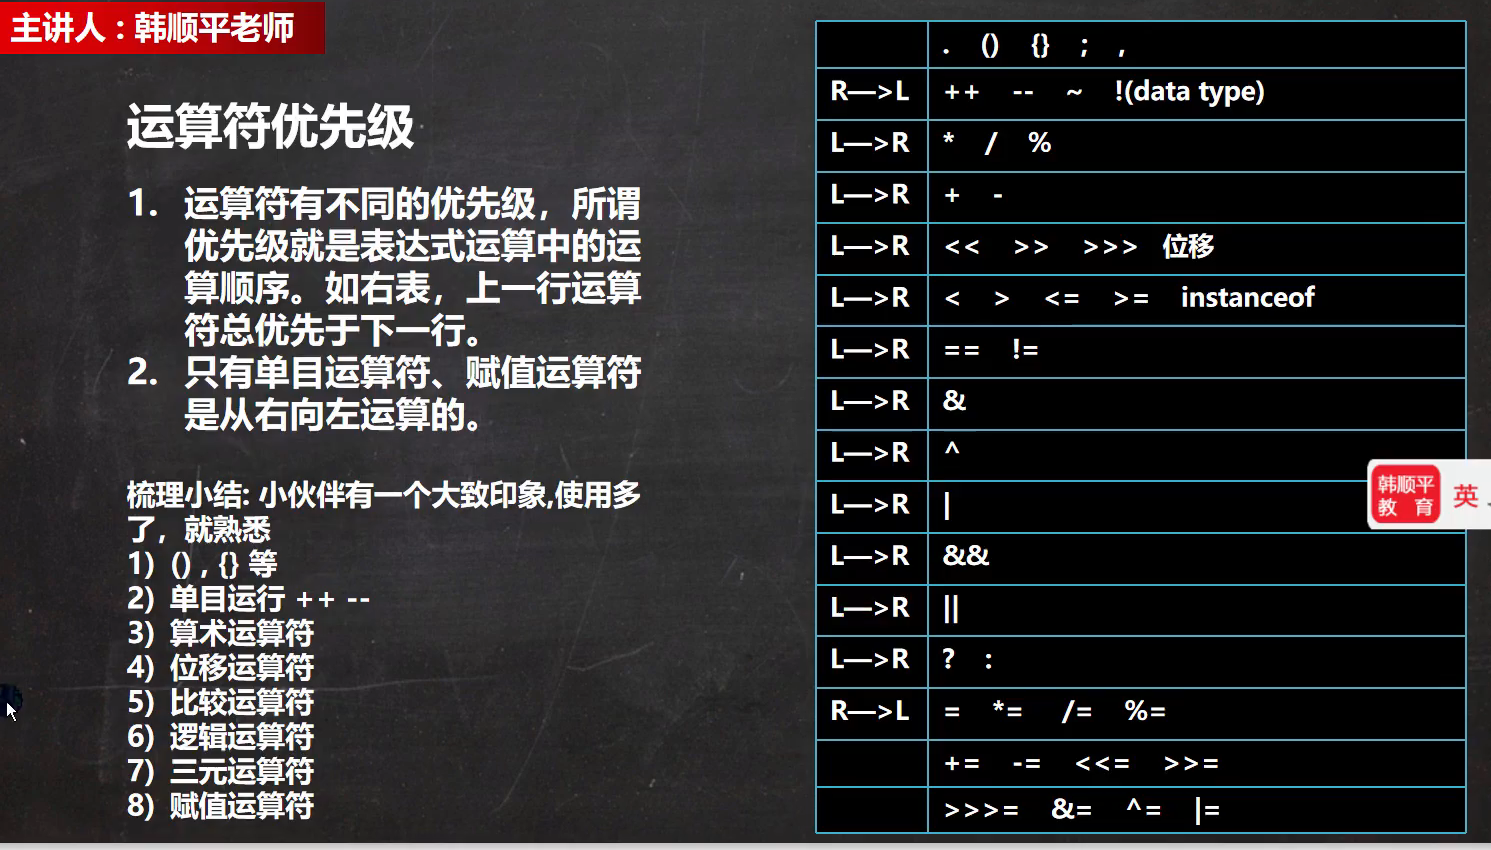 主讲人：韩顺平老师
运算符优先级
1. 运算符有不同的优先级，所谓
优先级就是表达式运算中的运
算顺序。如右表，上一行运算
符总优先于下一行。
2. 只有单目运算符、赋值运算符
是从右向左运算的。
梳理小结: 小伙伴有一个大致印象,使用多
了，就熟悉
1) () , {} 等
2) 单目运行 ++ --
3) 算术运算符
4) 位移运算符
5) 比较运算符
6) 逻辑运算符
7) 三元运算符
8) 赋值运算符
. () {} ; ,
R—>L ++ -- ~ !(data type)
L—>R * / %
L—>R + -
L—>R << >> >>> 位移
L—>R < > <= >= instanceof
L—>R == !=
L—>R &
L—>R ^
L—>R |
L—>R &&
L—>R ||
L—>R ? :
R—>L = *= /= %=
+= -= <<= >>=
>>>= &= ^= |=
韩顺平
教 育
英